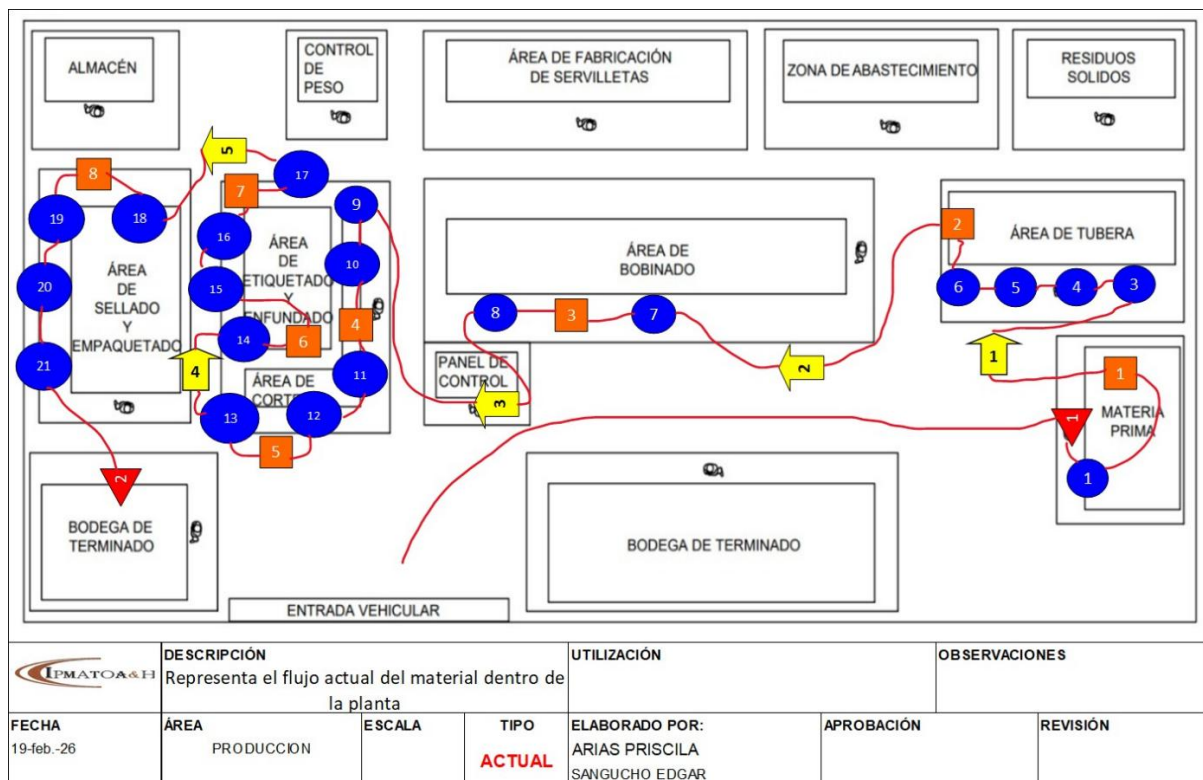 ALMACÉN
CONTROL
DE
PESO
ÁREA DE FABRICACIÓN
DE SERVILLETAS
ZONA DE ABASTECIMIENTO
RESIDUOS
SOLIDOS
5
8
17
7
19
18
9
16
ÁREA
DE
SELLADO
Y
EMPAQUETADO
ÁREA
DE
ETIQUETADO
Y
ENFUNDADO
10
20
15
4
14
6
21
4
ÁREA DE
CORTE
11
13
12
5
ÁREA DE
BOBINADO
8
3
7
PANEL DE
CONTROL
3
2
2
ÁREA DE TUBERA
6
5
4
3
1
1
1
MATERIA
PRIMA
1
2
BODEGA DE
TERMINADO
BODEGA DE TERMINADO
ENTRADA VEHICULAR
IPMATOA&H
DESCRIPCIÓN
Representa el flujo actual del material dentro de
la planta
UTILIZACIÓN
OBSERVACIONES
FECHA
19-feb.-26
ÁREA
PRODUCCION
ESCALA
TIPO
ACTUAL
ELABORADO POR:
ARIAS PRISCILA
SANGUCHO EDGAR
APROBACIÓN
REVISIÓN